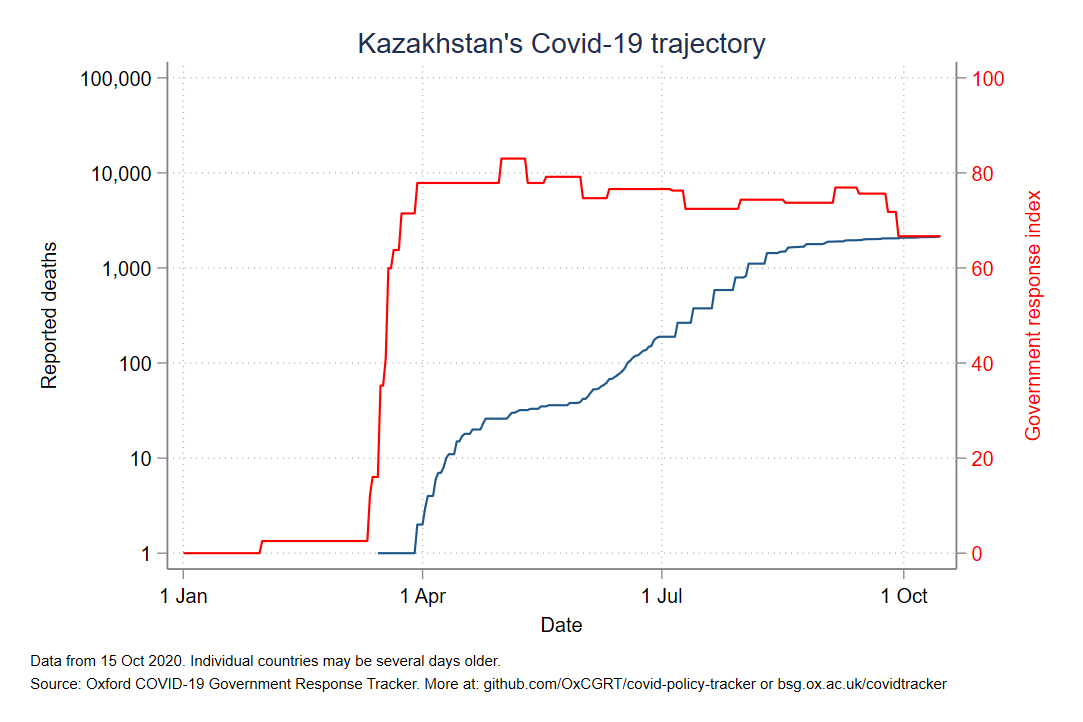 Kazakhstan's Covid-19 trajectory
100,000
10,000
1,000
100
10
1
Reported deaths
100
80
60
40
20
0
Government response index
1 Jan
1 Apr
1 Jul
1 Oct
Date
Data from 15 Oct 2020. Individual countries may be several days older.
Source: Oxford COVID-19 Government Response Tracker. More at: github.com/OxCGRT/covid-policy-tracker or bsg.ox.ac.uk/covidtracker